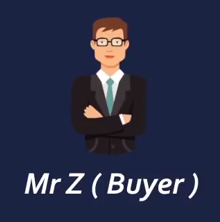 Mr Z ( Buyer )